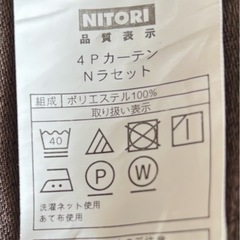 NITORI
品質表示
4Pカーテン
Nラセット
組成 ポリエステル100%
取り扱い表示
40
P W
洗濯ネット使用
あて布使用